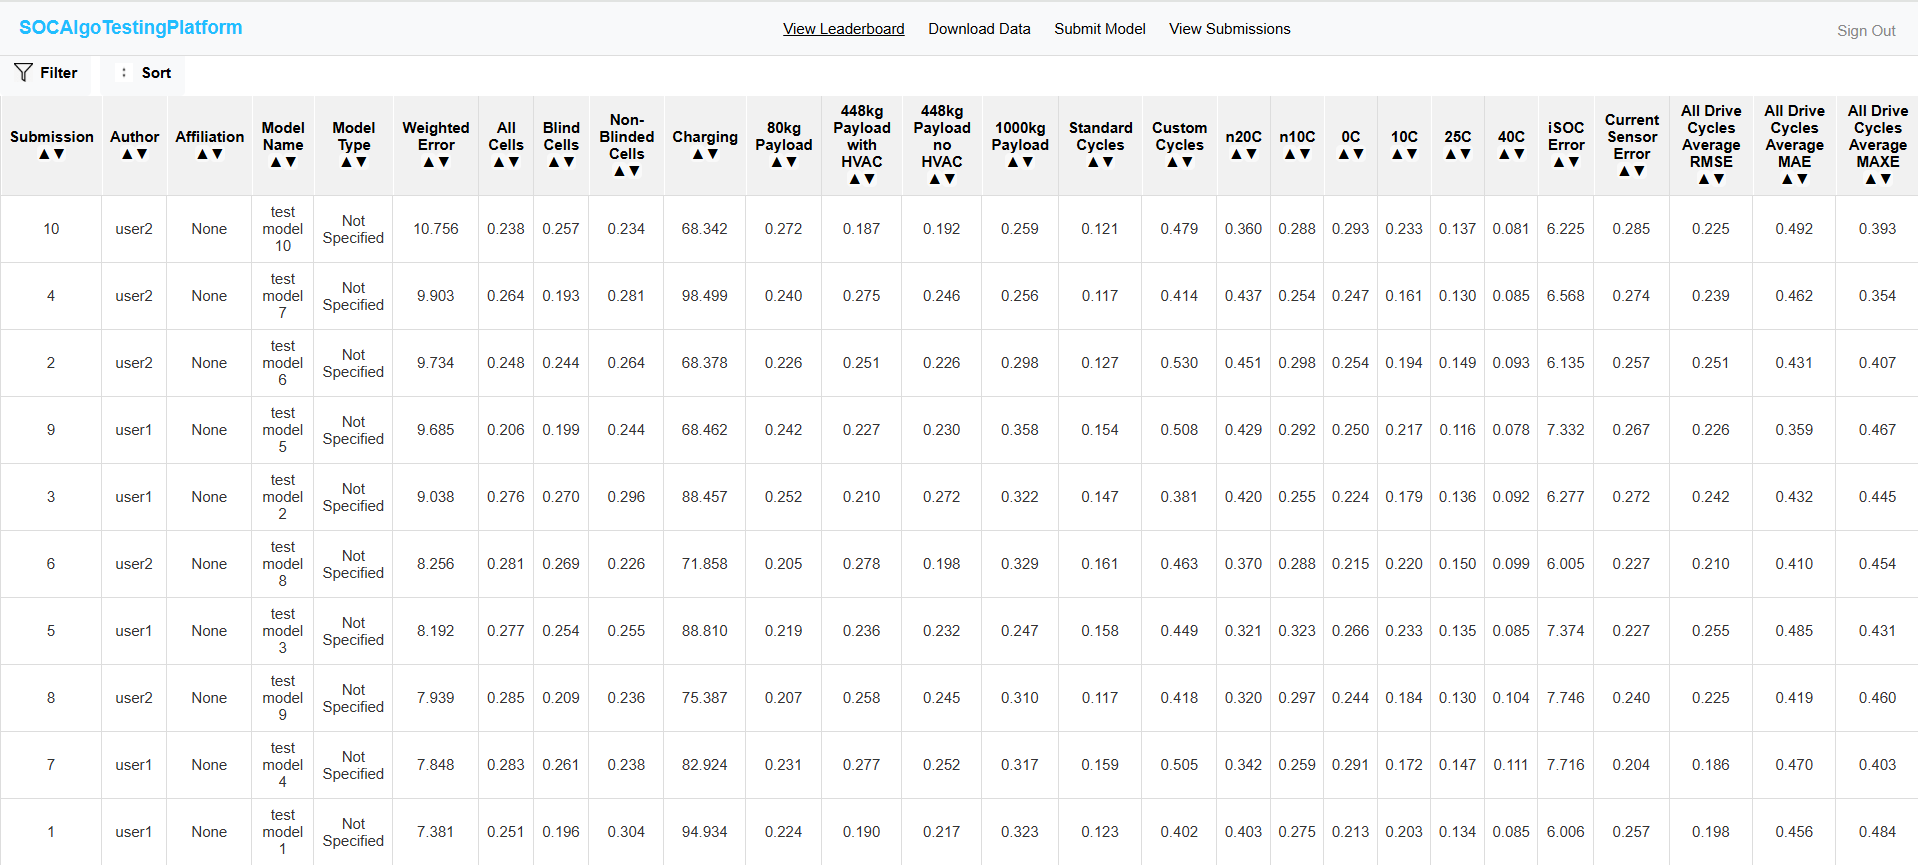 SOCAlgoTestingPlatform
View Leaderboard Download Data Submit Model View Submissions
Sign Out
Filter Sort
Submission Author Affiliation Model Name Model Type Weighted Error All Cells Blind Cells Non-Blinded Cells Charging 80kg Payload 448kg Payload with HVAC 448kg Payload no HVAC 1000kg Payload Standard Cycles Custom Cycles n20C n10C 0C 10C 25C 40C iSOC Error Current Sensor Error All Drive Cycles Average RMSE All Drive Cycles Average MAE All Drive Cycles Average MAXE
10 user2 None test model 10 Not Specified 10.756 0.238 0.257 0.234 68.342 0.272 0.187 0.192 0.259 0.121 0.479 0.360 0.288 0.293 0.233 0.137 0.081 6.225 0.285 0.225 0.492 0.393
4 user2 None test model 7 Not Specified 9.903 0.264 0.193 0.281 98.499 0.240 0.275 0.246 0.256 0.117 0.414 0.437 0.254 0.247 0.161 0.130 0.085 6.568 0.274 0.239 0.462 0.354
2 user2 None test model 6 Not Specified 9.734 0.248 0.244 0.264 68.378 0.226 0.251 0.226 0.298 0.127 0.530 0.451 0.298 0.254 0.194 0.149 0.093 6.135 0.257 0.251 0.431 0.407
9 user1 None test model 5 Not Specified 9.685 0.206 0.199 0.244 68.462 0.242 0.227 0.230 0.358 0.154 0.508 0.429 0.292 0.250 0.217 0.116 0.078 7.332 0.267 0.226 0.359 0.467
3 user1 None test model 2 Not Specified 9.038 0.276 0.270 0.296 88.457 0.252 0.210 0.272 0.322 0.147 0.381 0.420 0.255 0.224 0.179 0.136 0.092 6.277 0.272 0.242 0.432 0.445
6 user2 None test model 8 Not Specified 8.256 0.281 0.269 0.226 71.858 0.205 0.278 0.198 0.329 0.161 0.463 0.370 0.288 0.215 0.220 0.150 0.099 6.005 0.227 0.210 0.410 0.454
5 user1 None test model 3 Not Specified 8.192 0.277 0.254 0.255 88.810 0.219 0.236 0.232 0.247 0.158 0.449 0.321 0.323 0.266 0.233 0.135 0.085 7.374 0.227 0.255 0.485 0.431
8 user2 None test model 9 Not Specified 7.939 0.285 0.209 0.236 75.387 0.207 0.258 0.245 0.310 0.117 0.418 0.320 0.297 0.244 0.184 0.130 0.104 7.746 0.240 0.225 0.419 0.460
7 user1 None test model 4 Not Specified 7.848 0.283 0.261 0.238 82.924 0.231 0.277 0.252 0.317 0.159 0.505 0.342 0.259 0.291 0.172 0.147 0.111 7.716 0.204 0.186 0.470 0.403
1 user1 None test model 1 Not Specified 7.381 0.251 0.196 0.304 94.934 0.224 0.190 0.217 0.323 0.123 0.402 0.403 0.275 0.213 0.203 0.134 0.085 6.006 0.257 0.198 0.456 0.484